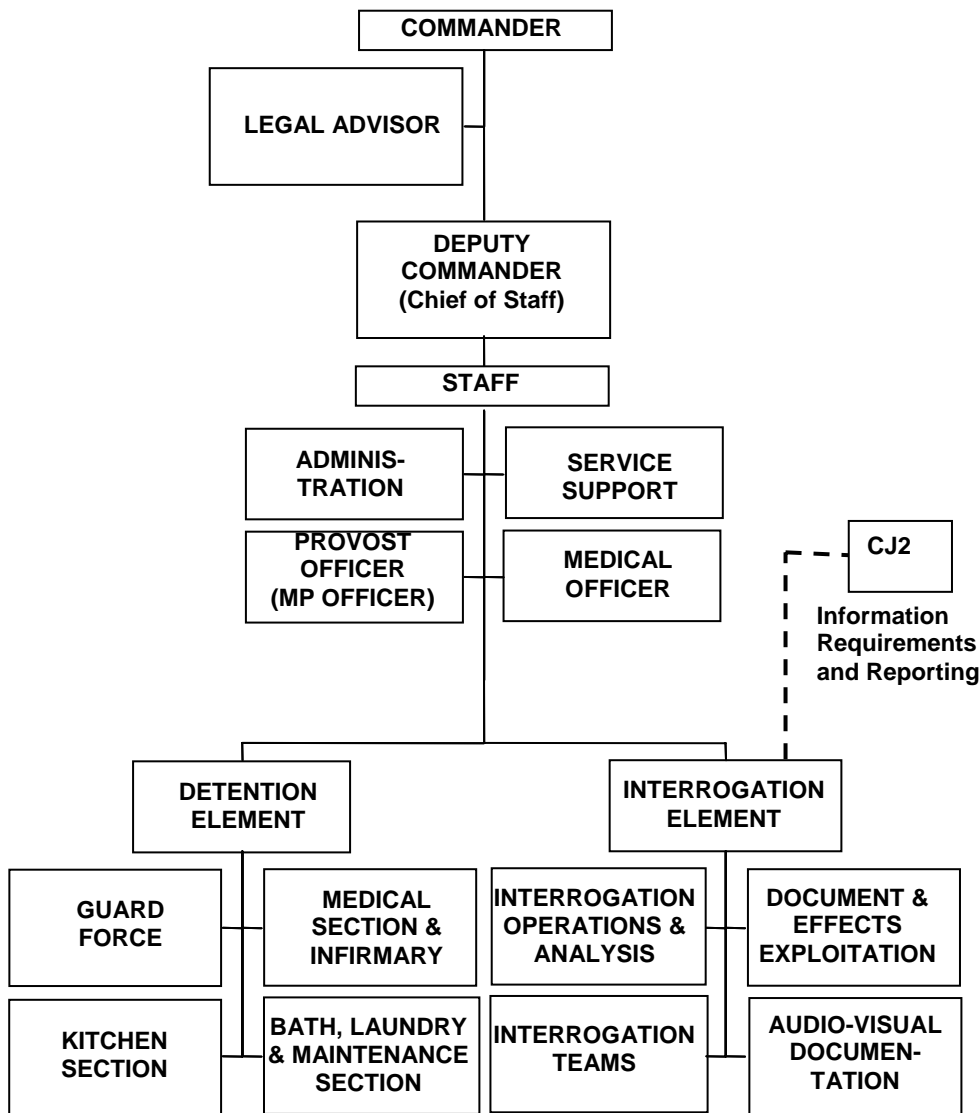 COMMANDER
LEGAL ADVISOR
DEPUTY
COMMANDER
(Chief of Staff)
STAFF
ADMINIS-
TRATION
SERVICE
SUPPORT
PROVOST
OFFICER
(MP OFFICER)
MEDICAL
OFFICER
CJ2
Information
Requirements
and Reporting
DETENTION
ELEMENT
INTERROGATION
ELEMENT
GUARD
FORCE
MEDICAL
SECTION &
INFIRMARY
INTERROGATION
OPERATIONS &
ANALYSIS
DOCUMENT &
EFFECTS
EXPLOITATION
KITCHEN
SECTION
BATH, LAUNDRY
& MAINTENANCE
SECTION
INTERROGATION
TEAMS
AUDIO-VISUAL
DOCUMEN-
TATION